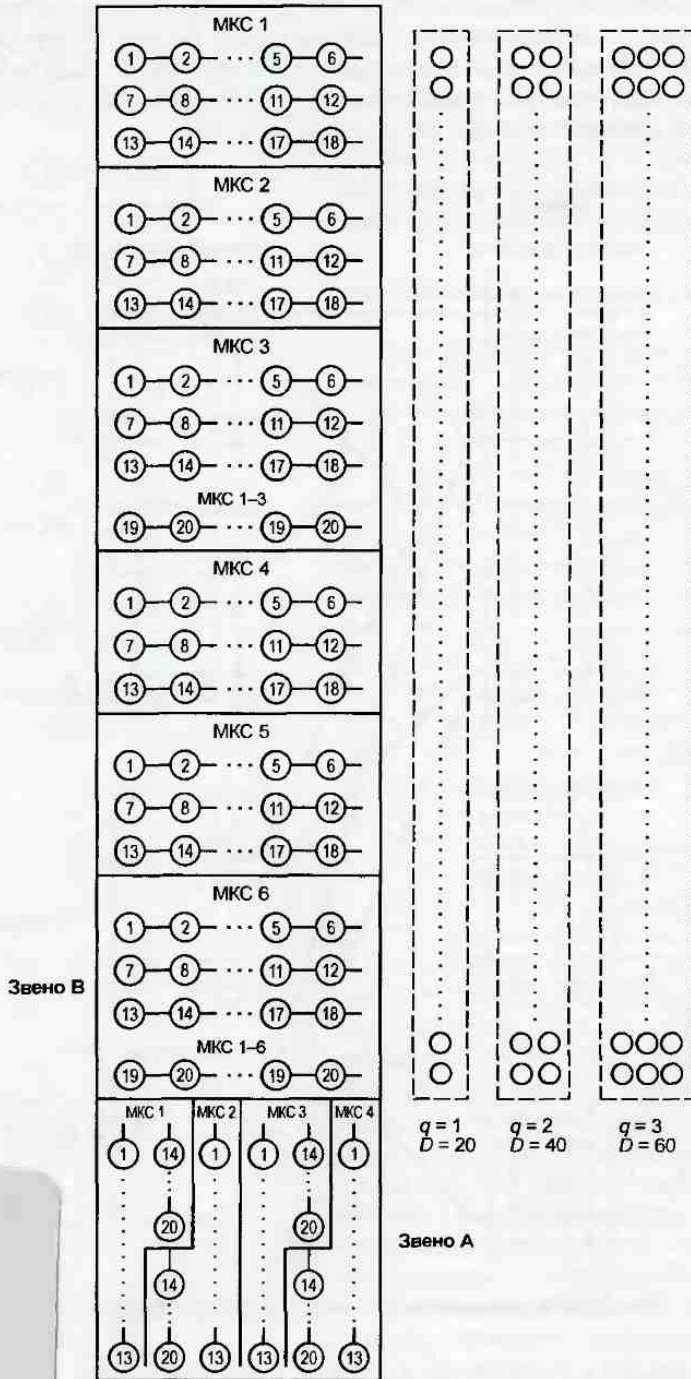 МКС 1
1 2 ... 5 6
7 8 ... 11 12
13 14 ... 17 18
МКС 2
1 2 ... 5 6
7 8 ... 11 12
13 14 ... 17 18
МКС 3
1 2 ... 5 6
7 8 ... 11 12
13 14 ... 17 18
МКС 1–3
19 20 ... 19 20
МКС 4
1 2 ... 5 6
7 8 ... 11 12
13 14 ... 17 18
МКС 5
1 2 ... 5 6
7 8 ... 11 12
13 14 ... 17 18
МКС 6
1 2 ... 5 6
7 8 ... 11 12
13 14 ... 17 18
Звено В
МКС 1–6
19 20 ... 19 20
МКС 1 МКС 2 МКС 3 МКС 4
1 14 1 1 14 1
20 20
14 14
13 20 13 13 20 13
Звено А
q = 1
D = 20
q = 2
D = 40
q = 3
D = 60